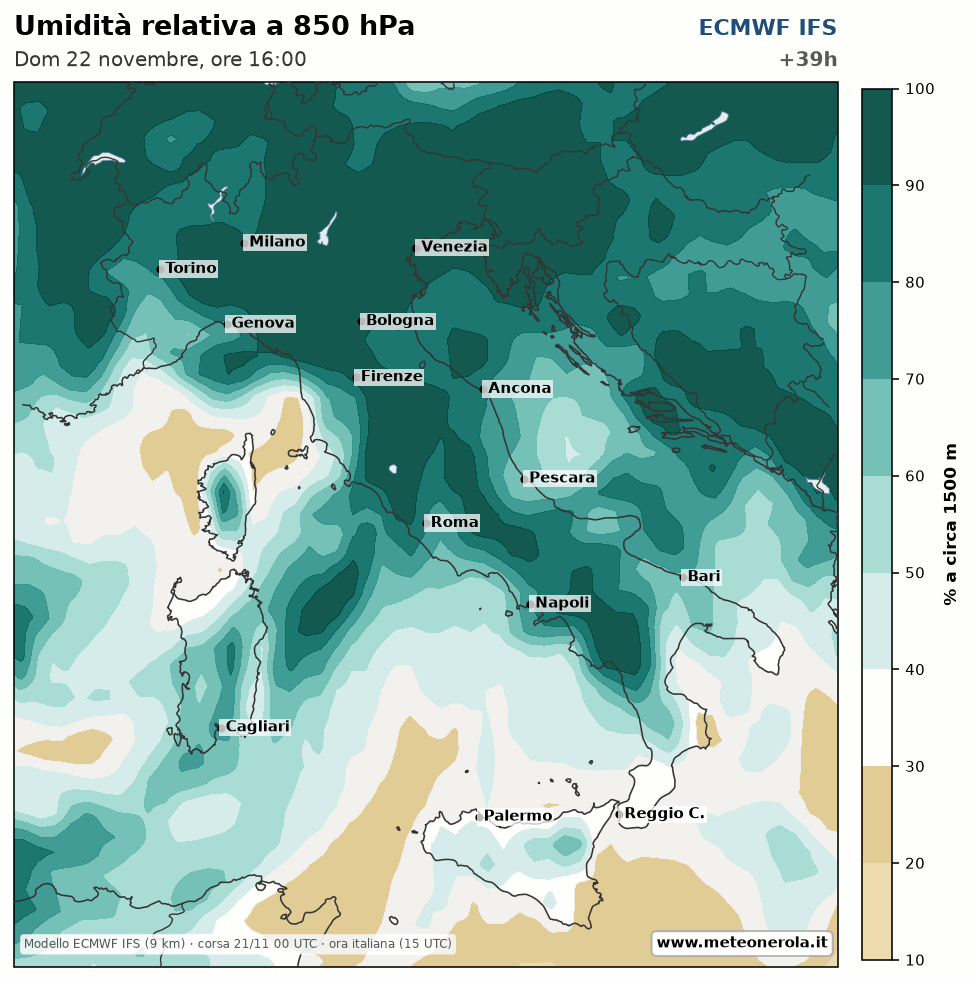 Umidità relativa a 850 hPa
ECMWF IFS
Dom 22 novembre, ore 16:00
+39h
100
90
80
70
60
50
40
30
20
10
% a circa 1500 m
Milano
Venezia
Torino
Genova
Bologna
Firenze
Ancona
Pescara
Roma
Bari
Napoli
Cagliari
Palermo
Reggio C.
Modello ECMWF IFS (9 km) · corsa 21/11 00 UTC · ora italiana (15 UTC)
www.meteonerola.it